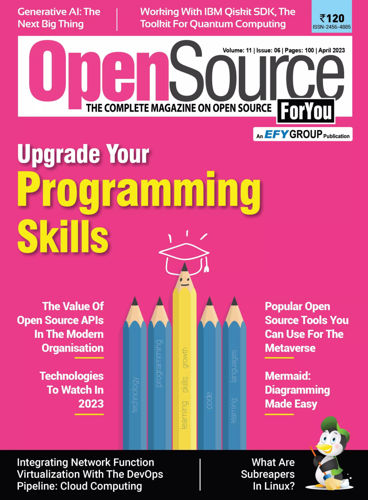 Generative AI: The
Next Big Thing
Working With IBM Qiskit SDK, The
Toolkit For Quantum Computing
₹120
ISSN-2456-4885
Volume: 11 | Issue: 06 | Pages: 100 | April 2023
OpenSource
THE COMPLETE MAGAZINE ON OPEN SOURCE
ForYou
An EFY GROUP Publication
Upgrade Your
Programming
Skills
The Value Of
Open Source APIs
In The Modern
Organisation
Technologies
To Watch In
2023
technology
programming
learning skills growth
code
learning languages
Popular Open
Source Tools You
Can Use For The
Metaverse
Mermaid:
Diagramming
Made Easy
Integrating Network Function
Virtualization With The DevOps
Pipeline: Cloud Computing
What Are
Subreapers
In Linux?